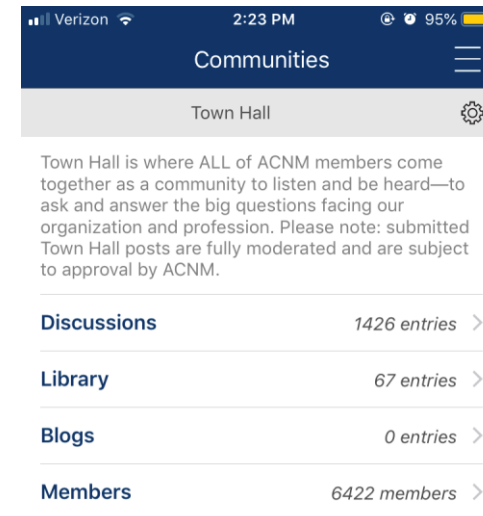 Verizon 2:23 PM 95%
Communities
Town Hall
Town Hall is where ALL of ACNM members come
together as a community to listen and be heard—to
ask and answer the big questions facing our
organization and profession. Please note: submitted
Town Hall posts are fully moderated and are subject
to approval by ACNM.
Discussions 1426 entries
Library 67 entries
Blogs 0 entries
Members 6422 members